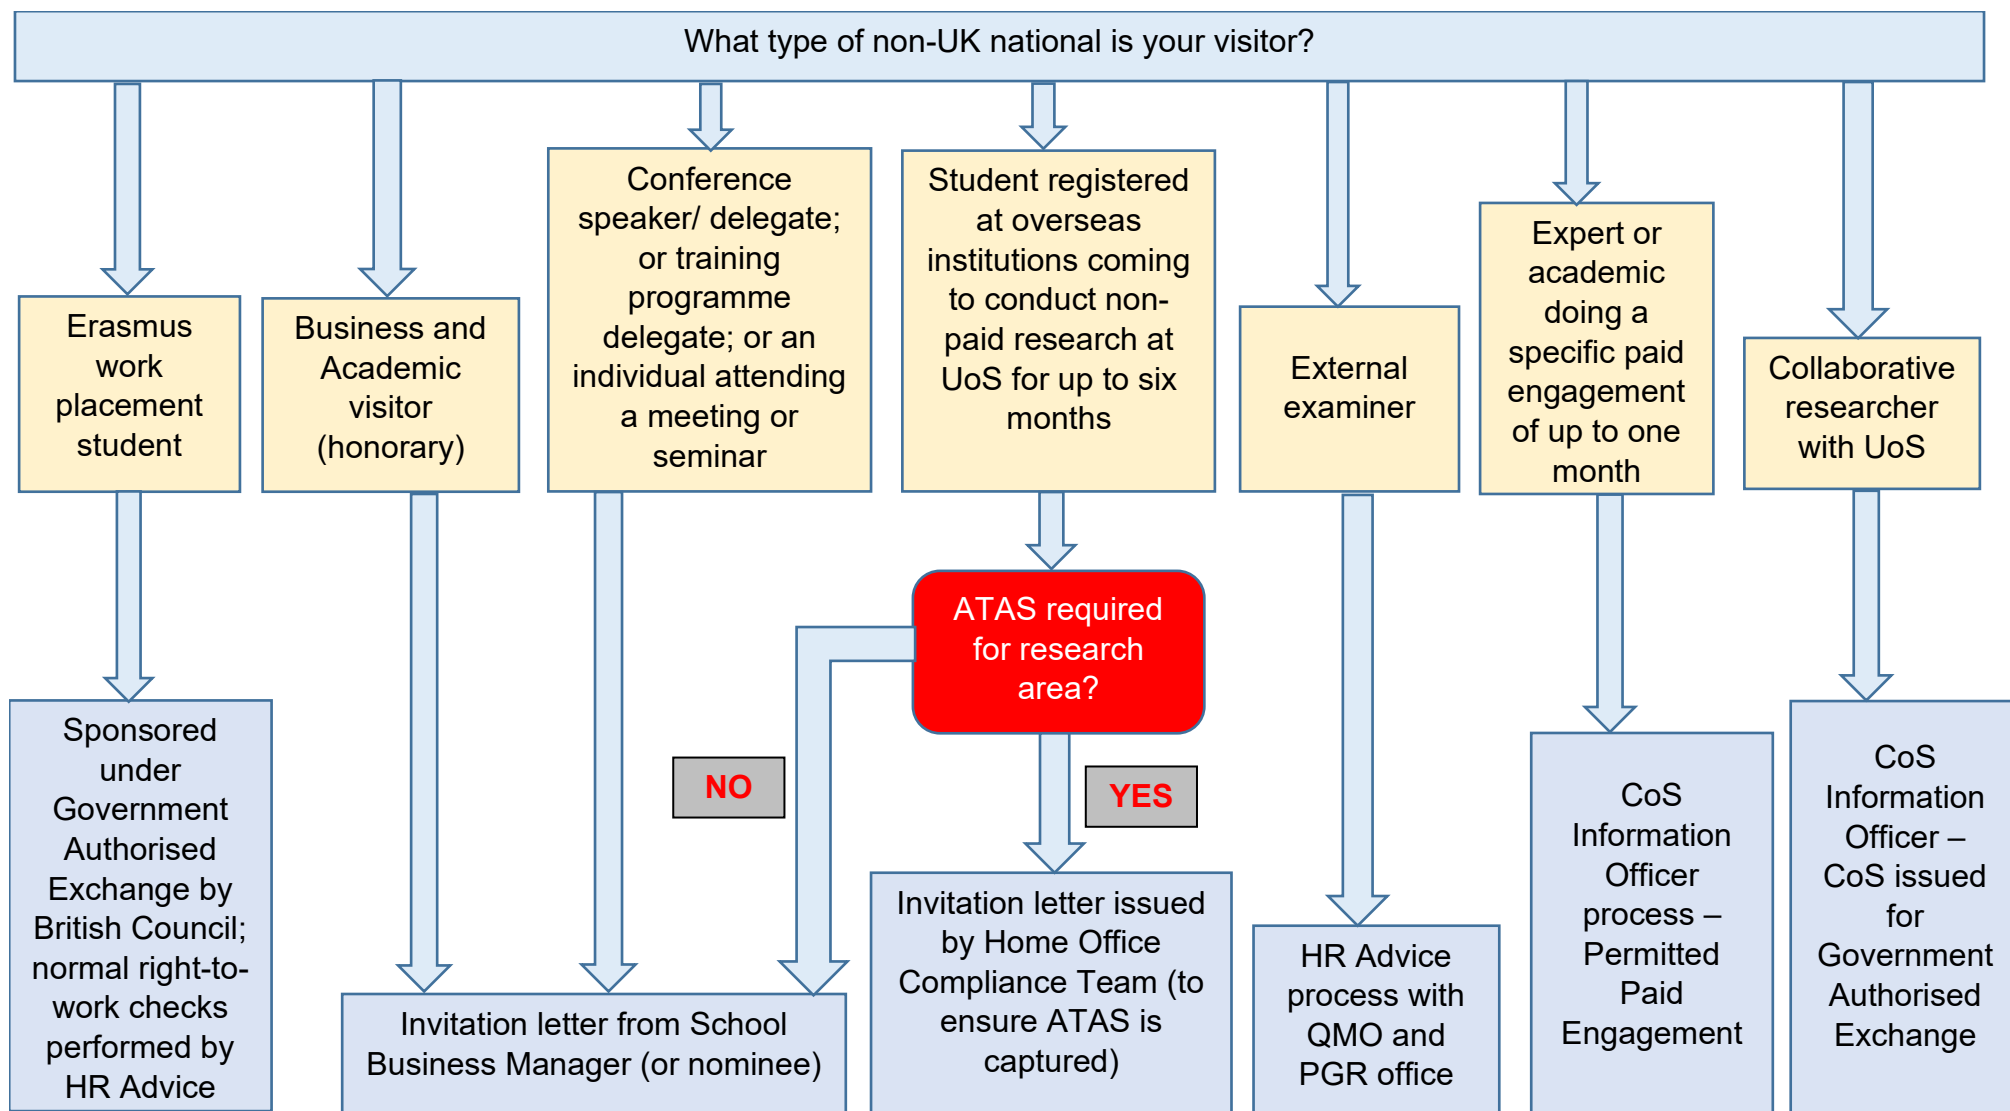 What type of non-UK national is your visitor?
Erasmus
work
placement
student
Business and
Academic
visitor
(honorary)
Conference
speaker/ delegate;
or training
programme
delegate; or an
individual attending
a meeting or
seminar
Student registered
at overseas
institutions coming
to conduct non-
paid research at
UoS for up to six
months
External
examiner
Expert or
academic
doing a
specific paid
engagement
of up to one
month
Collaborative
researcher
with UoS
ATAS required
for research
area?
NO
YES
Sponsored
under
Government
Authorised
Exchange by
British Council;
normal right-to-
work checks
performed by
HR Advice
Invitation letter from School
Business Manager (or nominee)
Invitation letter issued
by Home Office
Compliance Team (to
ensure ATAS is
captured)
HR Advice
process with
QMO and
PGR office
CoS
Information
Officer
process –
Permitted
Paid
Engagement
CoS
Information
Officer –
CoS issued
for
Government
Authorised
Exchange